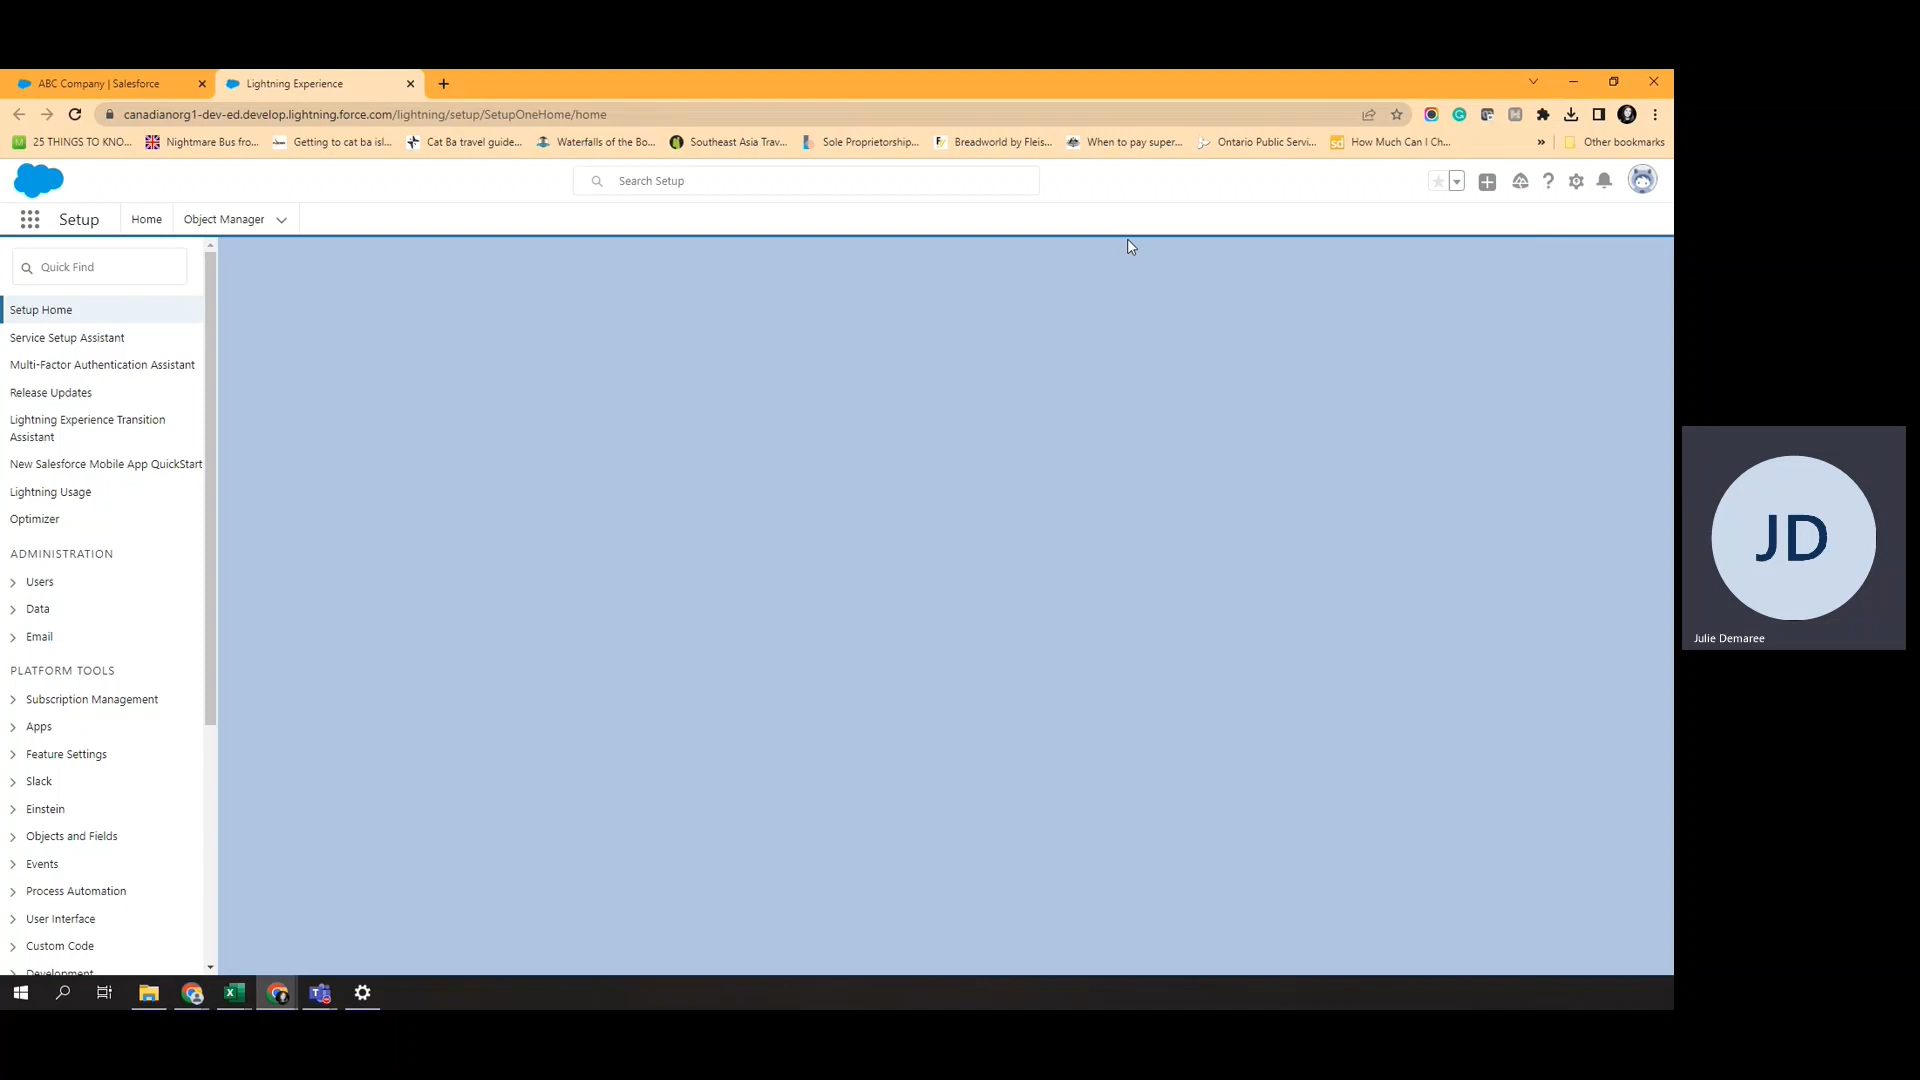 ABC Company | Salesforce
Lightning Experience
canadianorg1-dev-ed.develop.lightning.force.com/lightning/setup/SetupOneHome/home
25 THINGS TO KNO...
Nightmare Bus fro...
Getting to cat ba isl...
Cat Ba travel guide...
Waterfalls of the Bo...
Southeast Asia Trav...
Sole Proprietorship...
Breadworld by Fleis...
When to pay super...
Ontario Public Servi...
How Much Can I Ch...
»
Other bookmarks
Search Setup
Setup
Home
Object Manager
Quick Find
Setup Home
Service Setup Assistant
Multi-Factor Authentication Assistant
Release Updates
Lightning Experience Transition
Assistant
New Salesforce Mobile App QuickStart
Lightning Usage
Optimizer
ADMINISTRATION
Users
Data
Email
PLATFORM TOOLS
Subscription Management
Apps
Feature Settings
Slack
Einstein
Objects and Fields
Events
Process Automation
User Interface
Custom Code
Development
JD
Julie Demaree